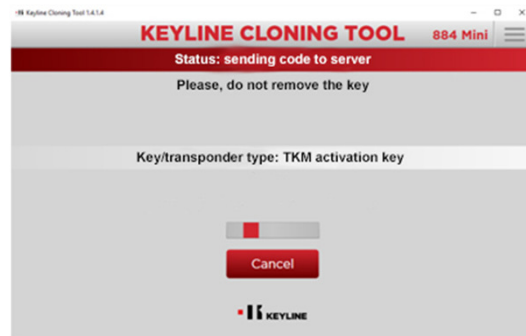 Keyline Cloning Tool 1.4.1.4
KEYLINE CLONING TOOL 884 Mini
Status: sending code to server
Please, do not remove the key
Key/transponder type: TKM activation key
Cancel
KEYLINE